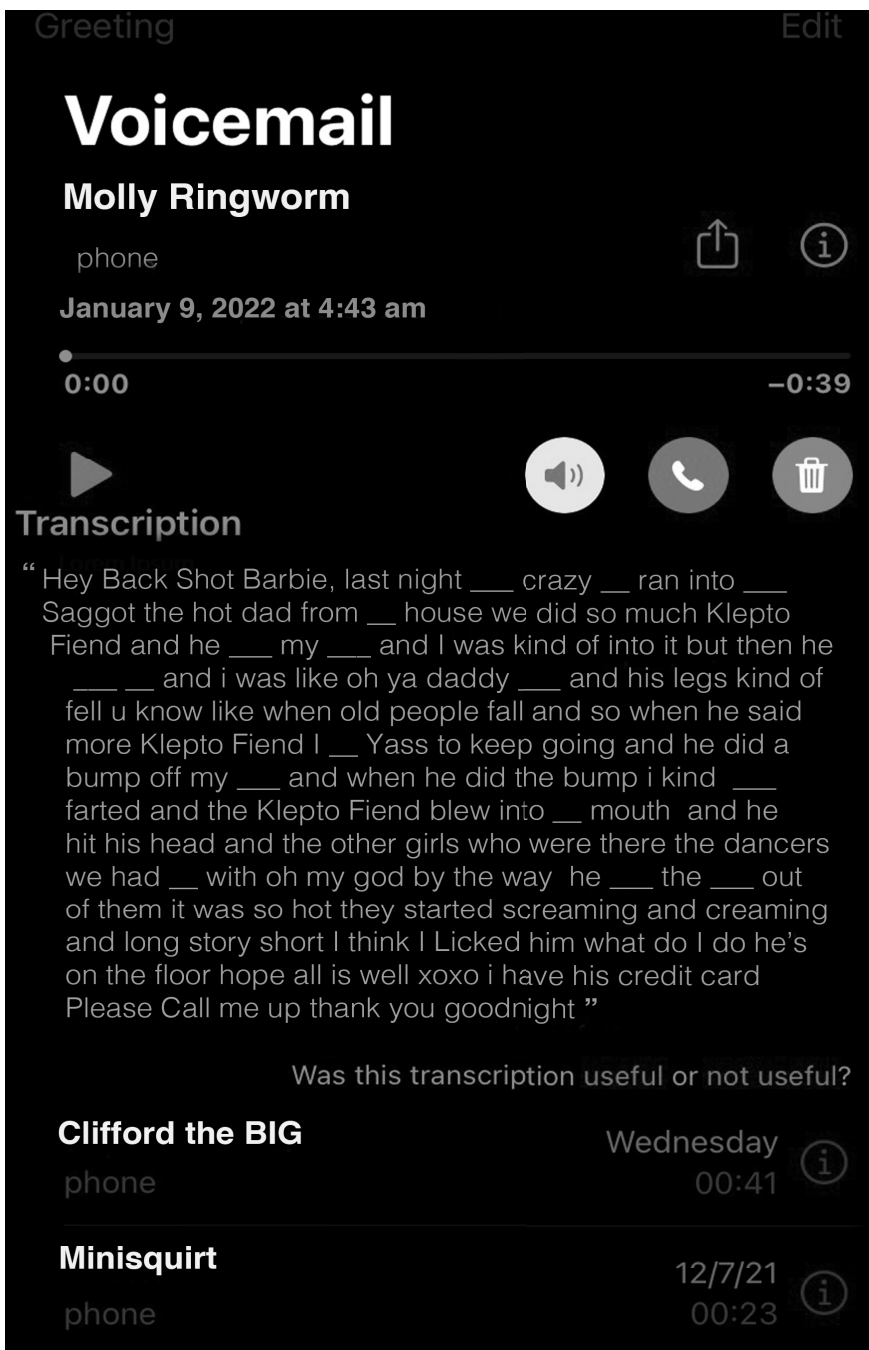 Greeting Edit
Voicemail
Molly Ringworm
phone
January 9, 2022 at 4:43 am
0:00 −0:39
Transcription
“ Hey Back Shot Barbie, last night ___ crazy __ ran into ___
Saggot the hot dad from __ house we did so much Klepto
Fiend and he ___ my ___ and I was kind of into it but then he
___ __ and i was like oh ya daddy ___ and his legs kind of
fell u know like when old people fall and so when he said
more Klepto Fiend I __ Yass to keep going and he did a
bump off my ___ and when he did the bump i kind ___
farted and the Klepto Fiend blew into __ mouth and he
hit his head and the other girls who were there the dancers
we had __ with oh my god by the way he ___ the ___ out
of them it was so hot they started screaming and creaming
and long story short I think I Licked him what do I do he’s
on the floor hope all is well xoxo i have his credit card
Please Call me up thank you goodnight ”
Was this transcription useful or not useful?
Clifford the BIG
Wednesday
phone
00:41
Minisquirt
12/7/21
phone
00:23